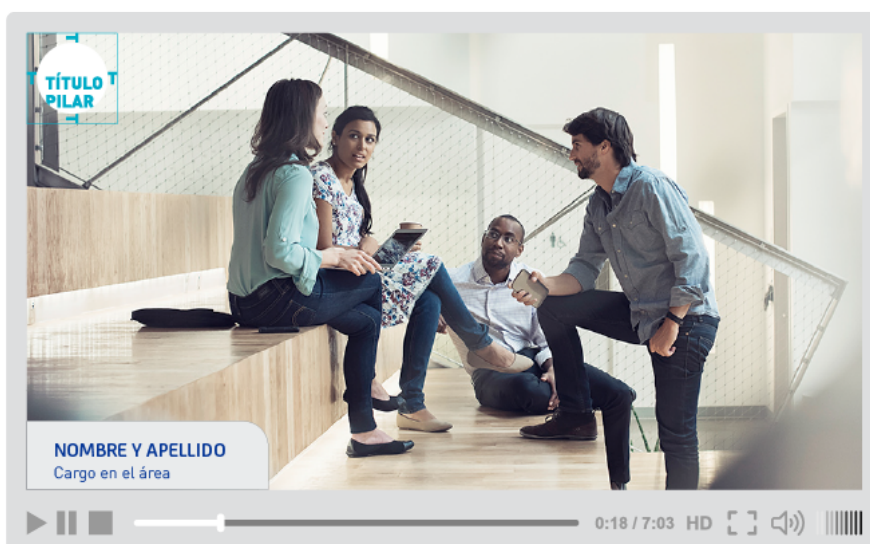 TÍTULO
PILAR
NOMBRE Y APELLIDO
Cargo en el área
0:18 / 7:03 HD